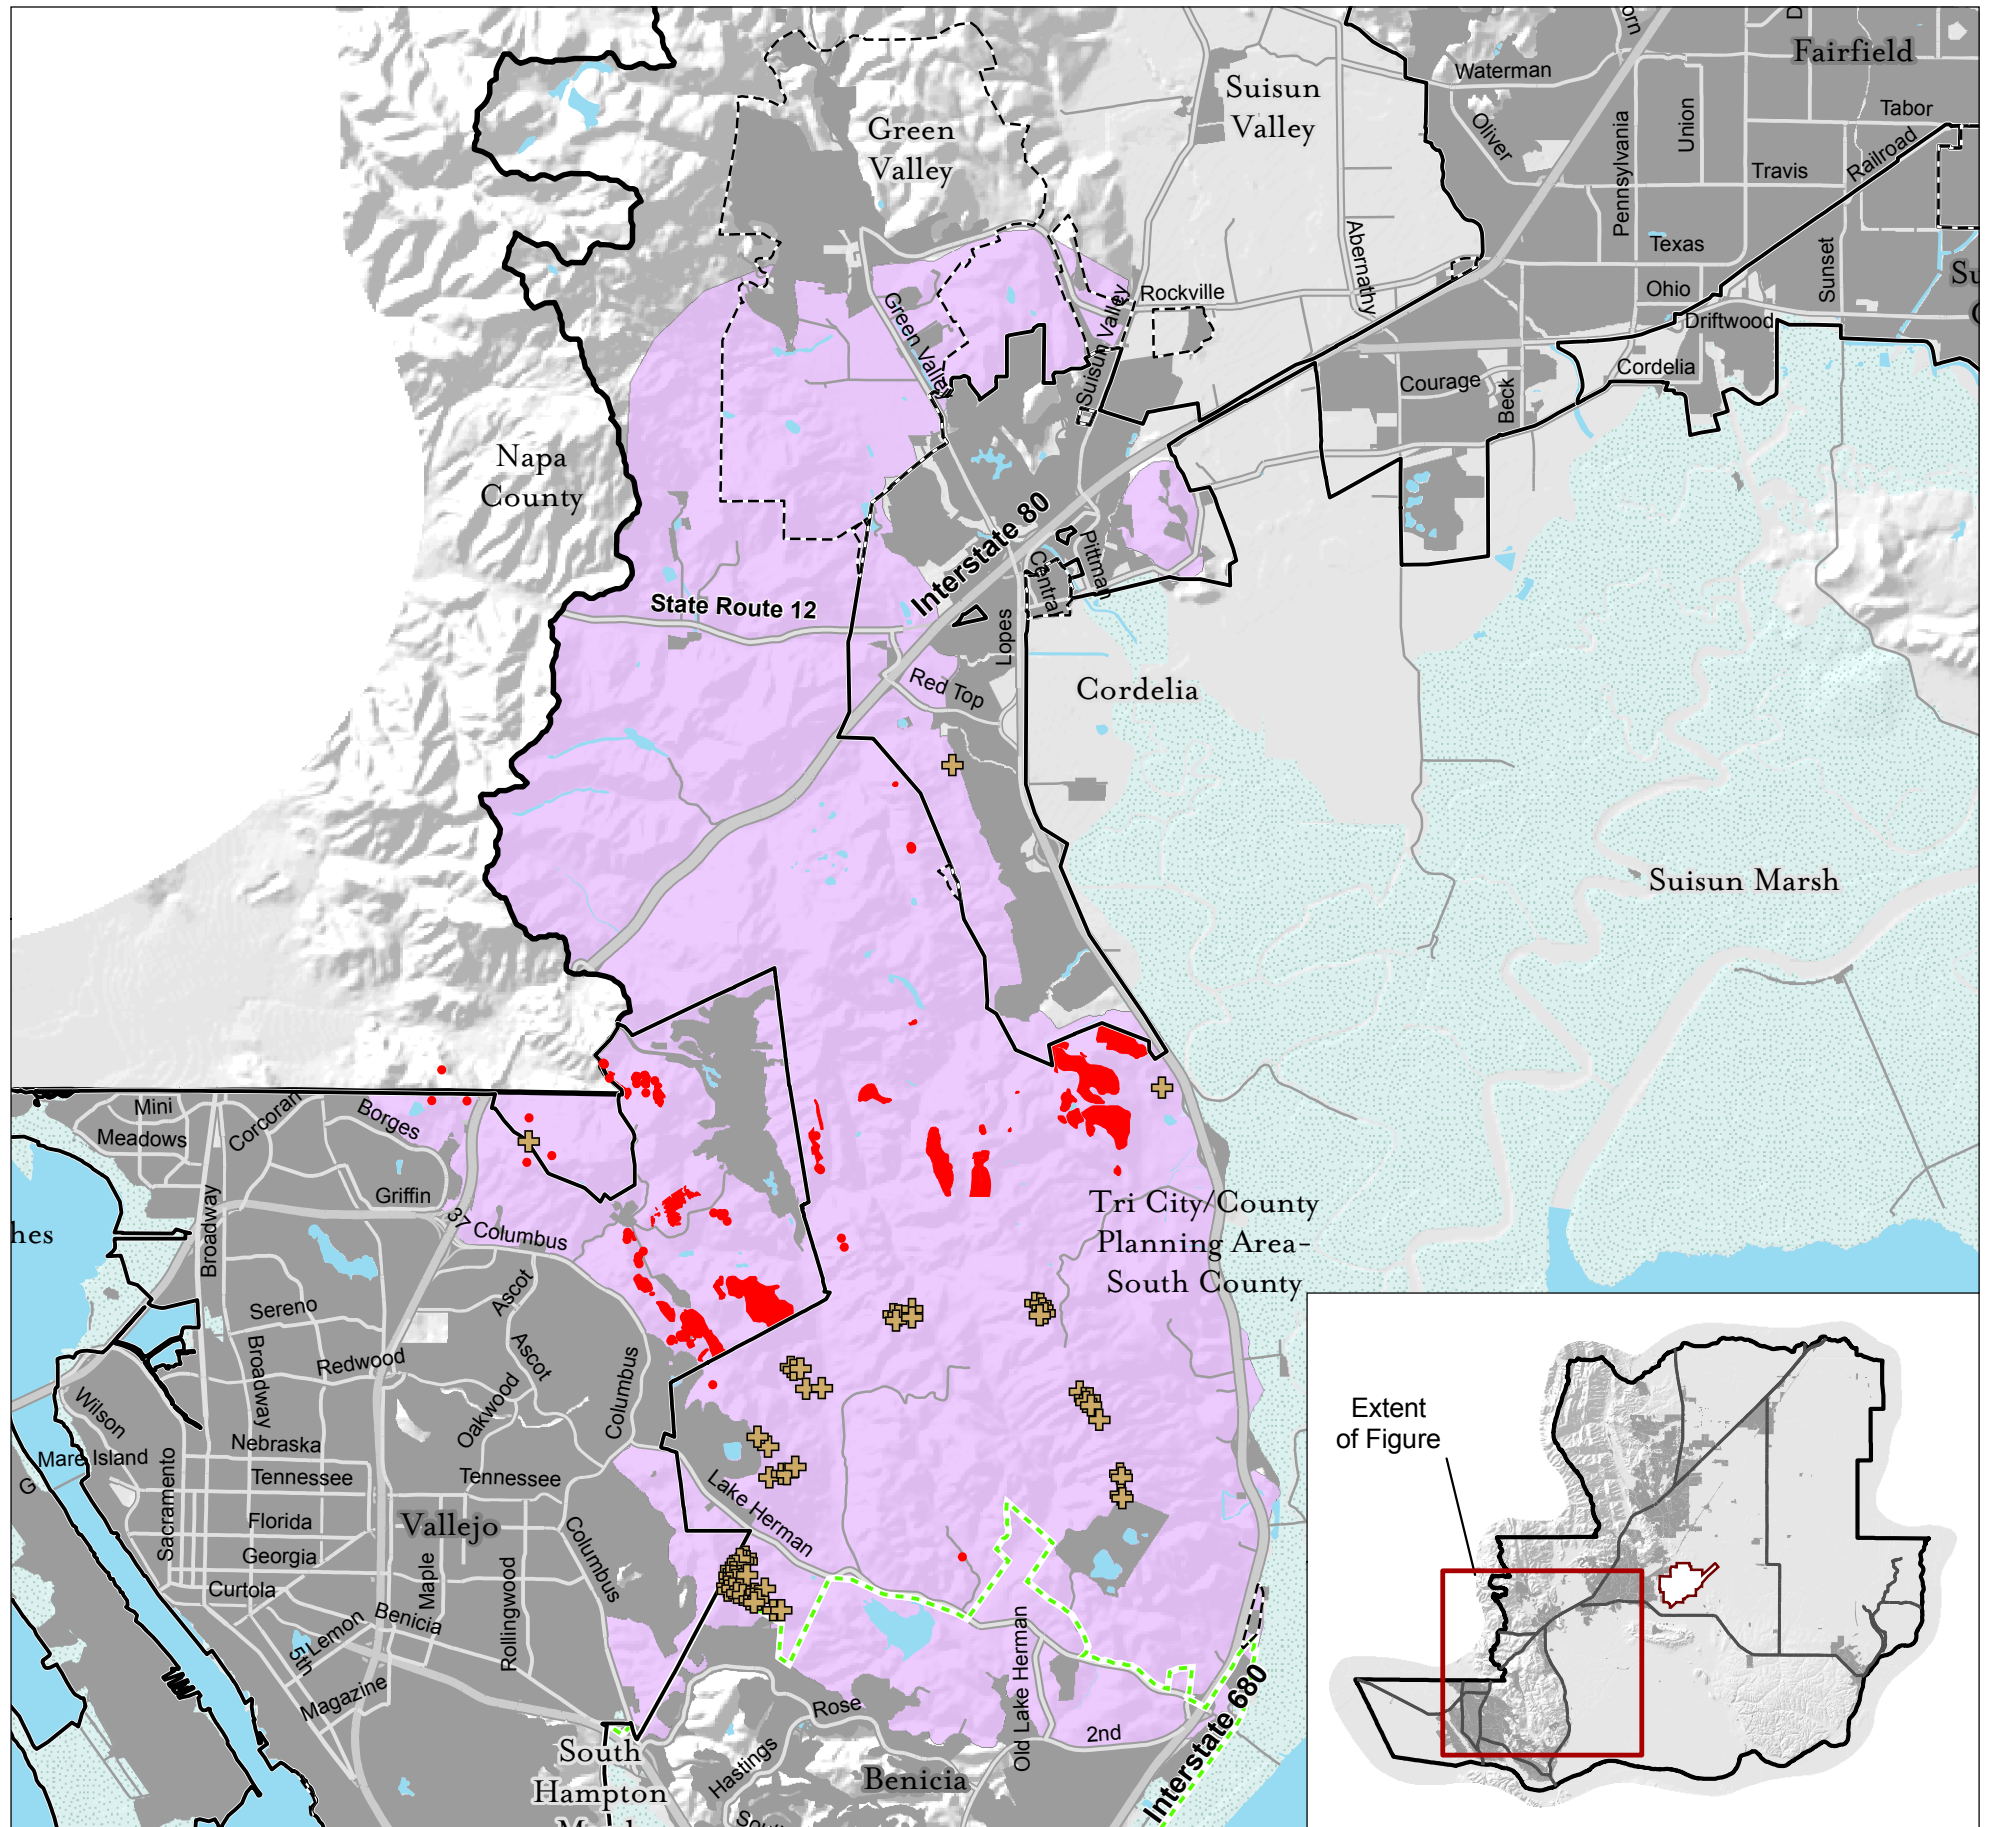 Fairfield
Waterman
Suisun
Valley
Green
Valley
Oliver
Pennsylvania
Union
Tabor
Railroad
Travis
Texas
Abernathy
Rockville
Ohio
Sunset
Su
Driftwood
Cordelia
Green Valley
Suisun Valley
Courage
Beck
Napa
County
Interstate 80
Pittman
Central
State Route 12
Lopes
Red Top
Cordelia
Suisun Marsh
Mini
Meadows
Corcoran
Borges
Griffin
37
Columbus
Broadway
hes
Tri City/County
Planning Area-
South County
Sereno
Ascot
Broadway
Redwood
Ascot
Columbus
Wilson
Oakwood
Nebraska
Mare Island
G
Tennessee
Tennessee
Sacramento
Lake Herman
Florida
Vallejo
Georgia
Columbus
Curtola
Maple
Rollingwood
Lemon
Benicia
5th
Magazine
Old Lake Herman
Rose
2nd
Interstate 680
South
Hampton
Hastings
Benicia
Extent
of Figure